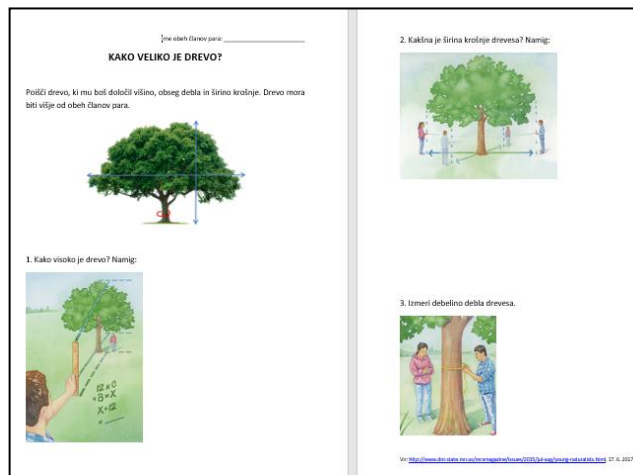 Ime obeh članov para:
KAKO VELIKO JE DREVO?
Poišči drevo, ki mu boš določil višino, obseg debla in širino krošnje. Drevo mora
biti višje od obeh članov para.
1. Kako visoko je drevo? Namig:
2. Kakšna je širina krošnje drevesa? Namig:
3. Izmeri debelino debla drevesa.